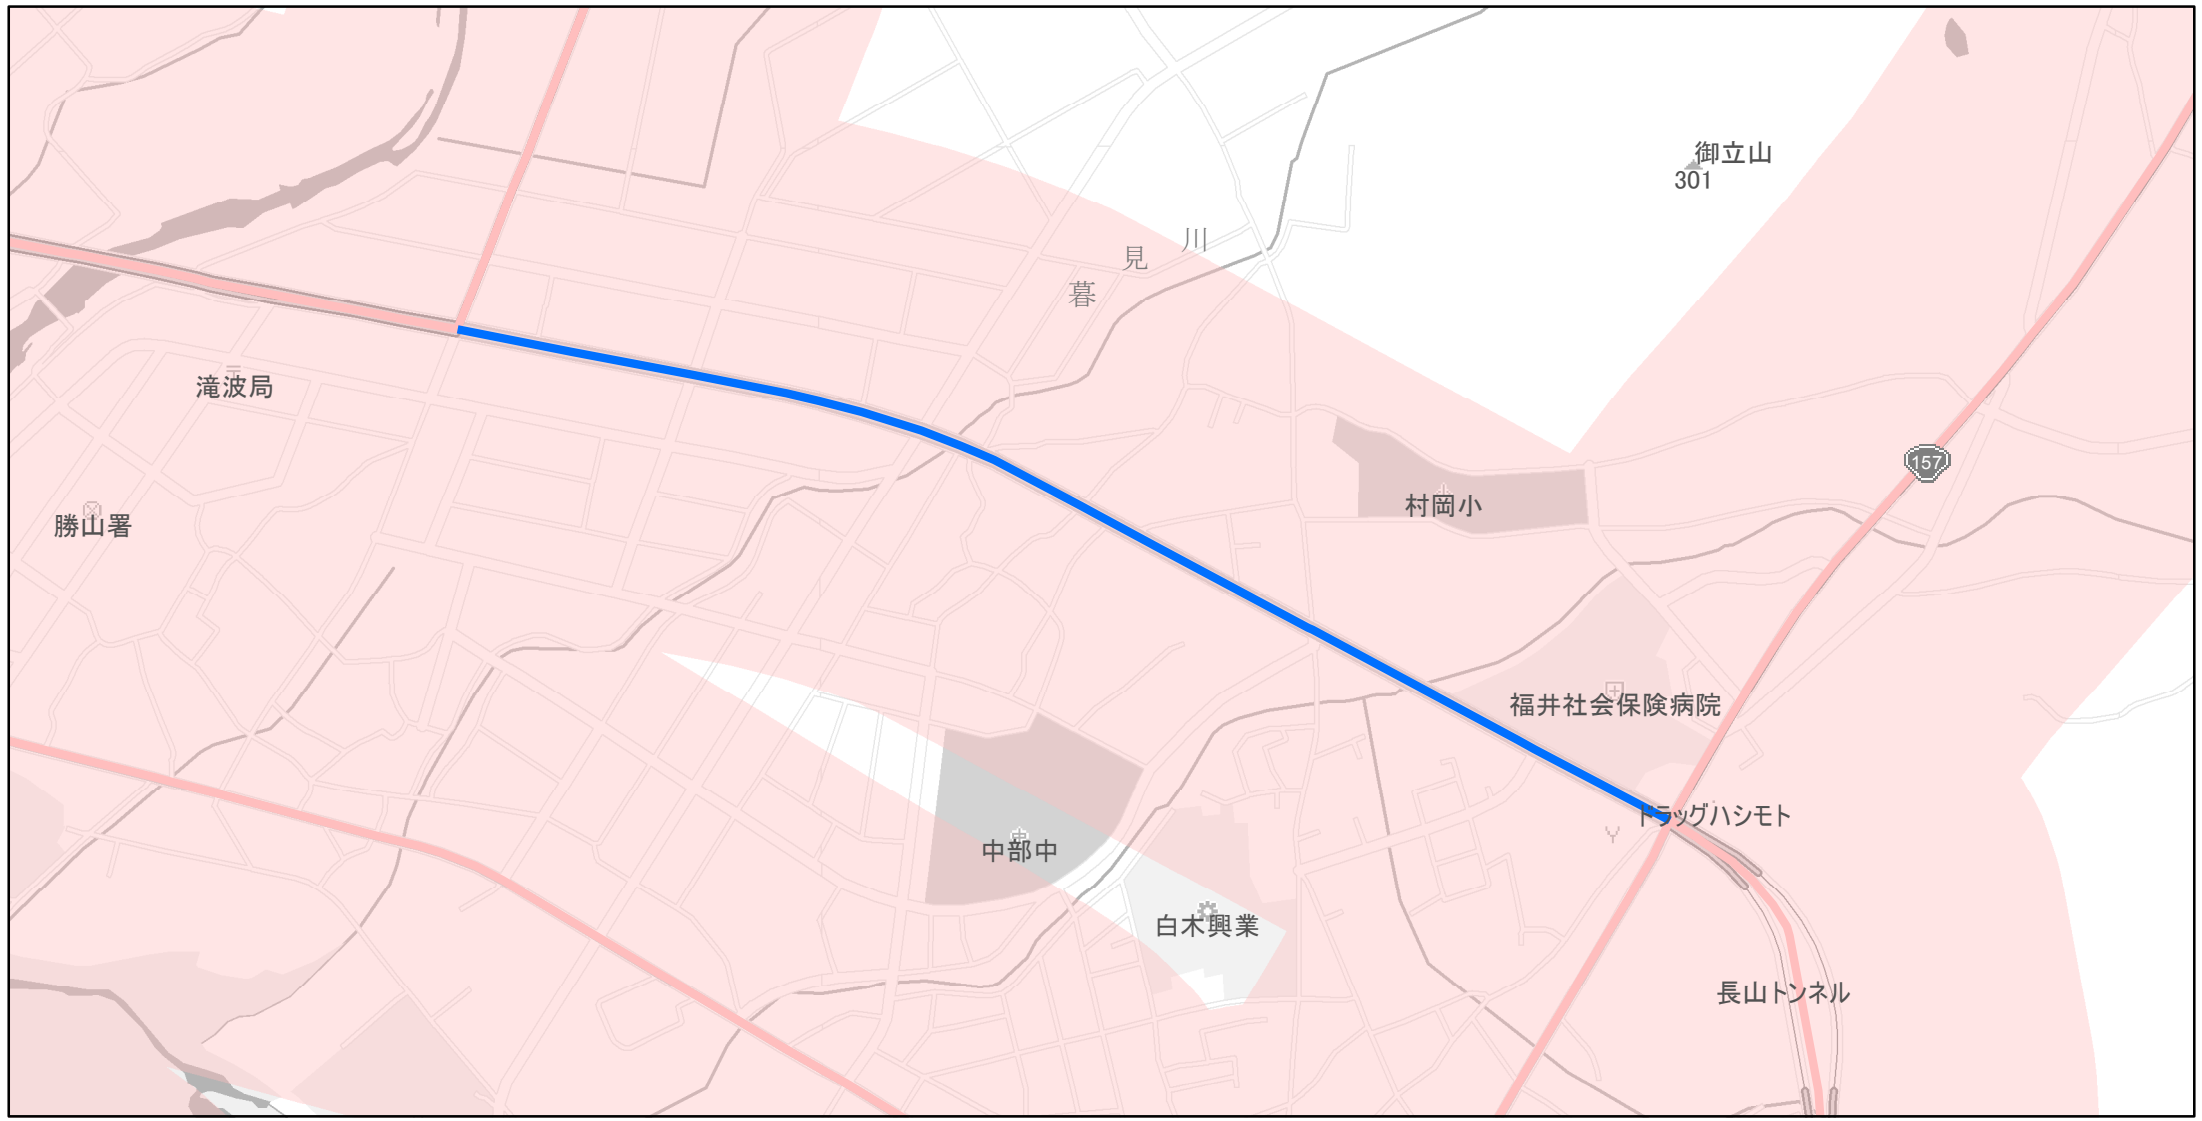 御立山
301
川
見
暮
滝波局
157
村岡小
勝山署
福井社会保険病院
ドラッグハシモト
中部中
白木興業
長山トンネル